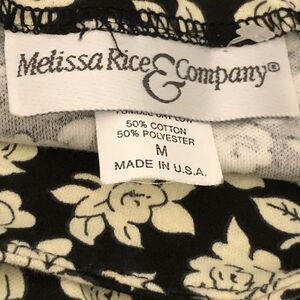 Melissa Rice & Company®
50% COTTON
50% POLYESTER
M
MADE IN U.S.A.